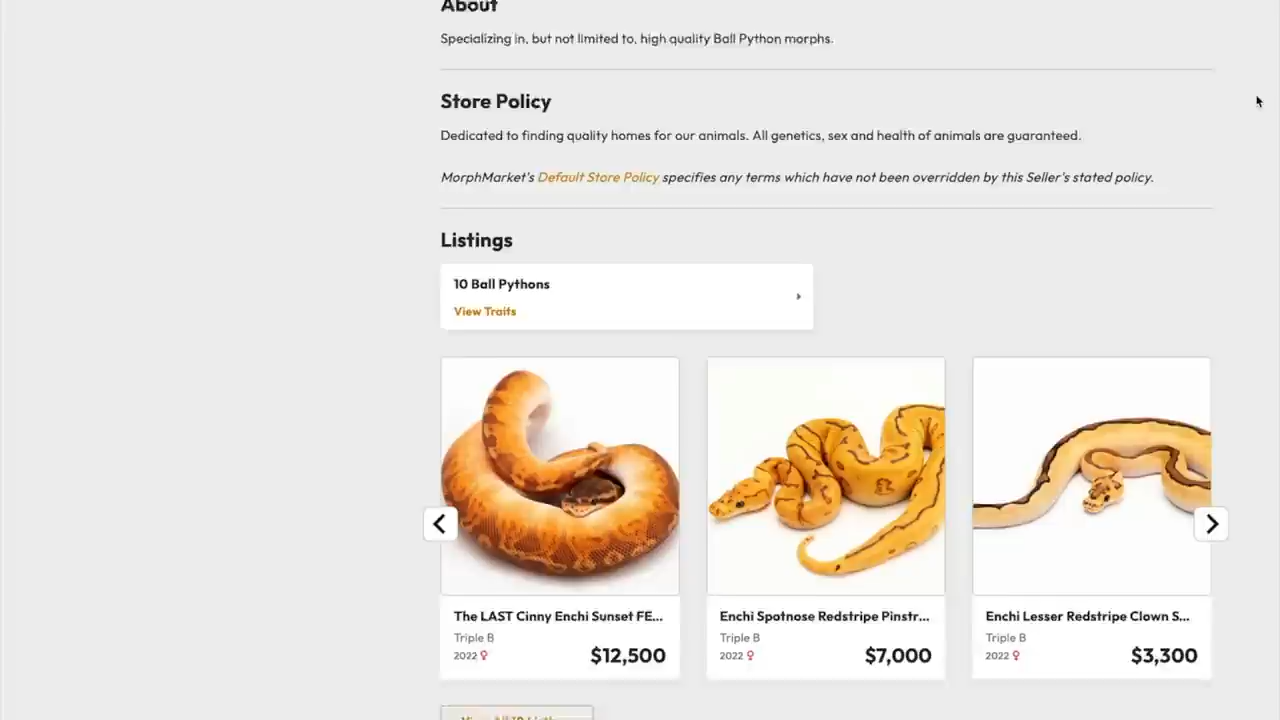 About
Specializing in, but not limited to, high quality Ball Python morphs.
Store Policy
Dedicated to finding quality homes for our animals. All genetics, sex and health of animals are guaranteed.
MorphMarket's Default Store Policy specifies any terms which have not been overridden by this Seller's stated policy.
Listings
10 Ball Pythons
View Traits
The LAST Cinny Enchi Sunset FE...
Triple B
2022 ♀ $12,500
Enchi Spotnose Redstripe Pinstr...
Triple B
2022 ♀ $7,000
Enchi Lesser Redstripe Clown S...
Triple B
2022 ♀ $3,300